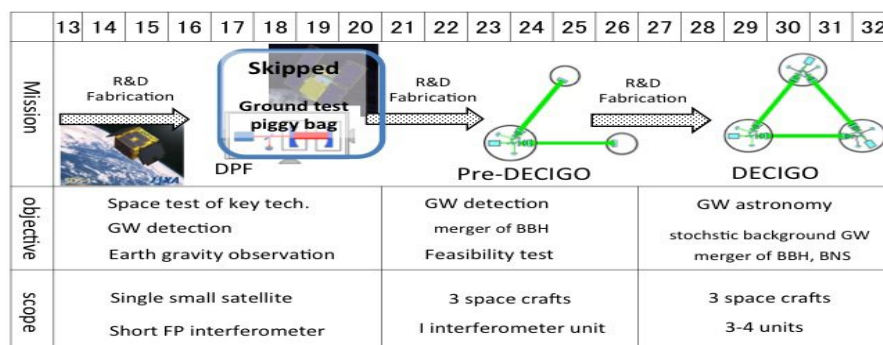 13 14 15 16 17 18 19 20 21 22 23 24 25 26 27 28 29 30 31 32
Mission
R&D
Fabrication
Skipped
Ground test
piggy bag
DPF
R&D
Fabrication
Pre-DECIGO
R&D
Fabrication
DECIGO
objective
Space test of key tech.
GW detection
Earth gravity observation
GW detection
merger of BBH
Feasibility test
GW astronomy
stochstic background GW
merger of BBH, BNS
scope
Single small satellite
Short FP interferometer
3 space crafts
I interferometer unit
3 space crafts
3-4 units